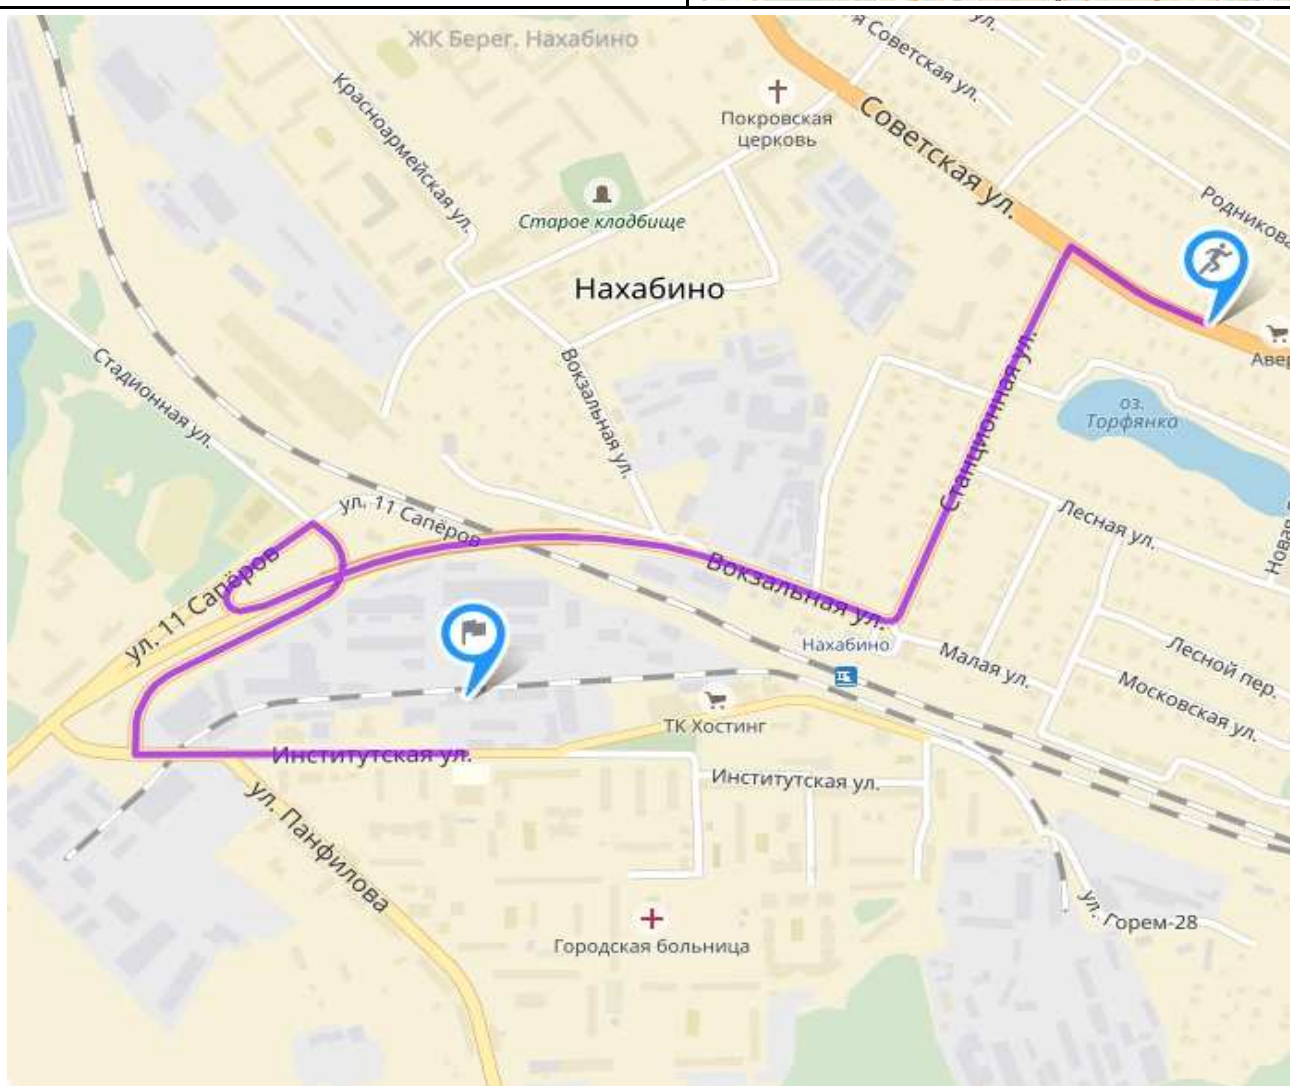 ЖК Берег. Нахабино
я Советская ул.
ул.
Красноармейская ул.
Покровская
церковь
Советская ул.
Родникова
Старое кладбище
Нахабино
Авер
Стадионная ул.
Вокзальная ул.
Станционная ул.
оз.
Торфянка
ул. 11 Сапёров
Лесная ул.
Новая
ул. 11 Сапёров
Вокзальная ул.
Нахабино
Малая ул.
Лесной пер.
Московская ул.
ТК Хостинг
Институтская ул.
Институтская ул.
ул. Панфилова
Городская больница
ул. Горем-28